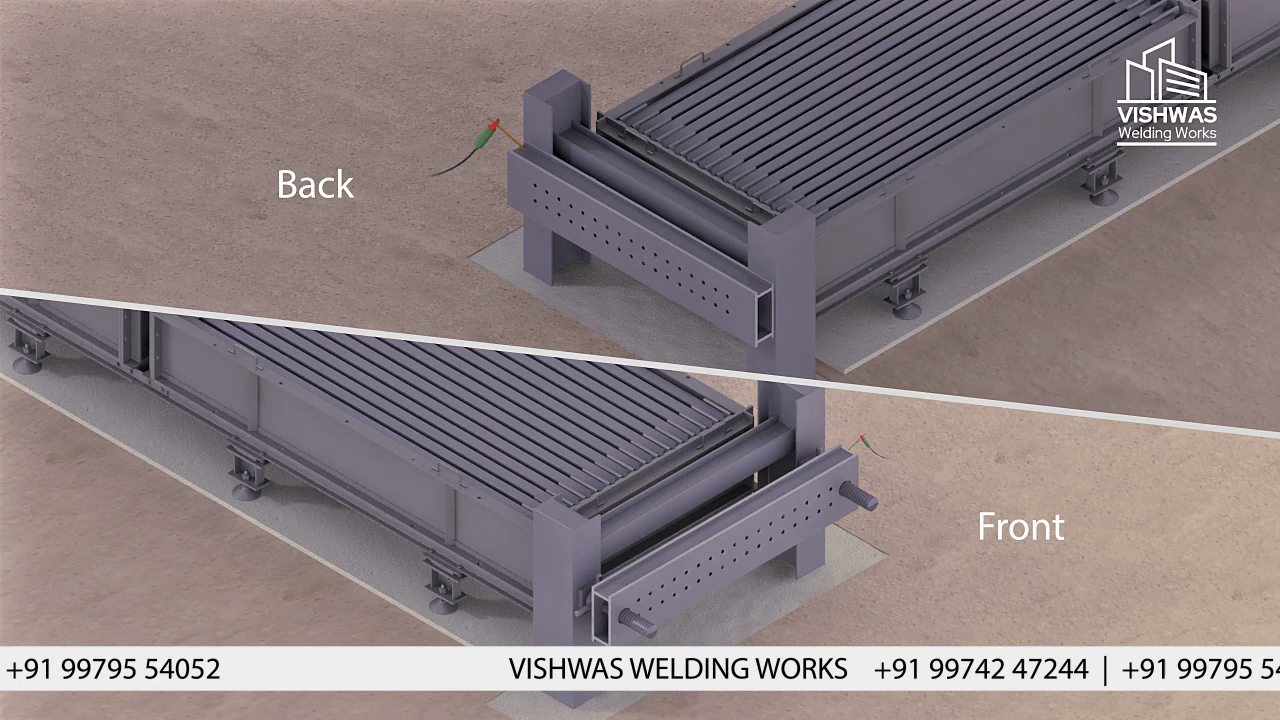 VISHWAS
Welding Works
Back
Front
+91 99795 54052 VISHWAS WELDING WORKS +91 99742 47244 | +91 99795